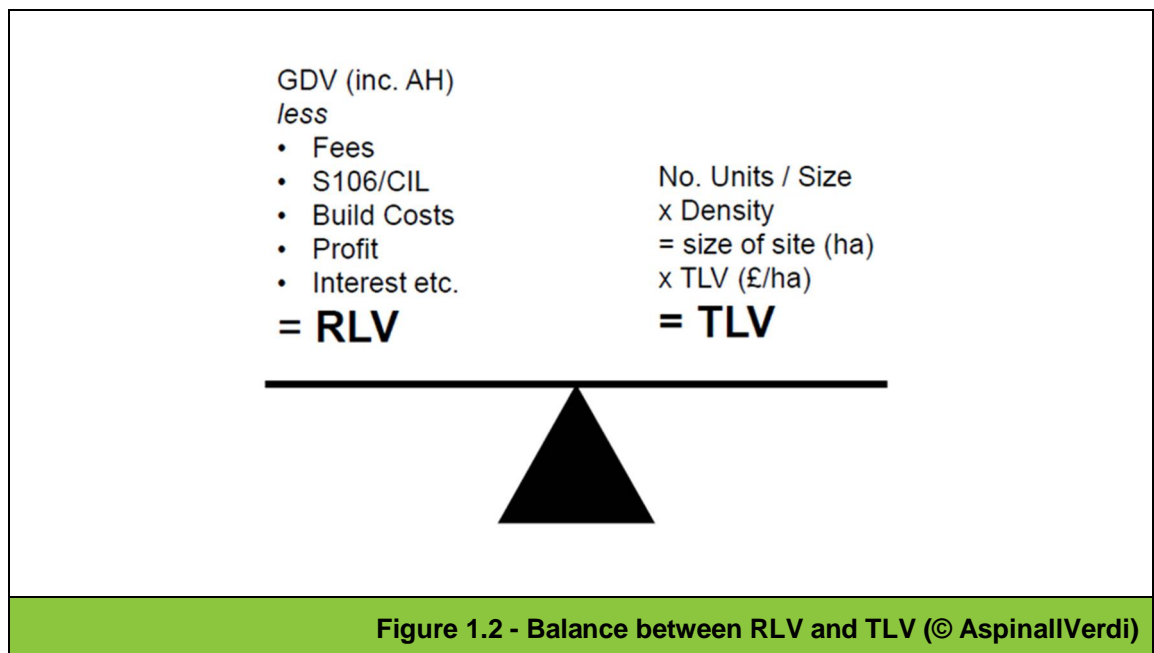 GDV (inc. AH)
less
• Fees
• S106/CIL
• Build Costs
• Profit
• Interest etc.
= RLV
No. Units / Size
x Density
= size of site (ha)
x TLV (£/ha)
= TLV
Figure 1.2 - Balance between RLV and TLV (© AspinallVerdi)